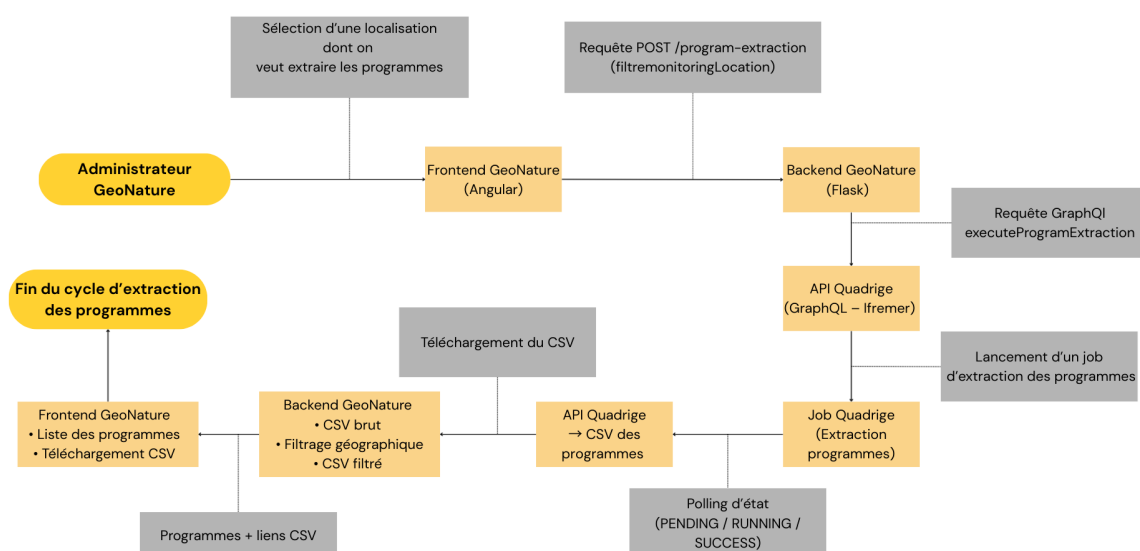 Sélection d’une localisation
dont on
veut extraire les programmes
Requête POST /program-extraction
(filtremonitoringLocation)
Administrateur
GeoNature
Frontend GeoNature
(Angular)
Backend GeoNature
(Flask)
Requête GraphQl
executeProgramExtraction
API Quadrige
(GraphQL – Ifremer)
Lancement d’un job
d’extraction des programmes
Job Quadrige
(Extraction
programmes)
Polling d’état
(PENDING / RUNNING /
SUCCESS)
API Quadrige
→ CSV des
programmes
Téléchargement du CSV
Backend GeoNature
• CSV brut
• Filtrage géographique
• CSV filtré
Programmes + liens CSV
Frontend GeoNature
• Liste des programmes
• Téléchargement CSV
Fin du cycle d’extraction
des programmes